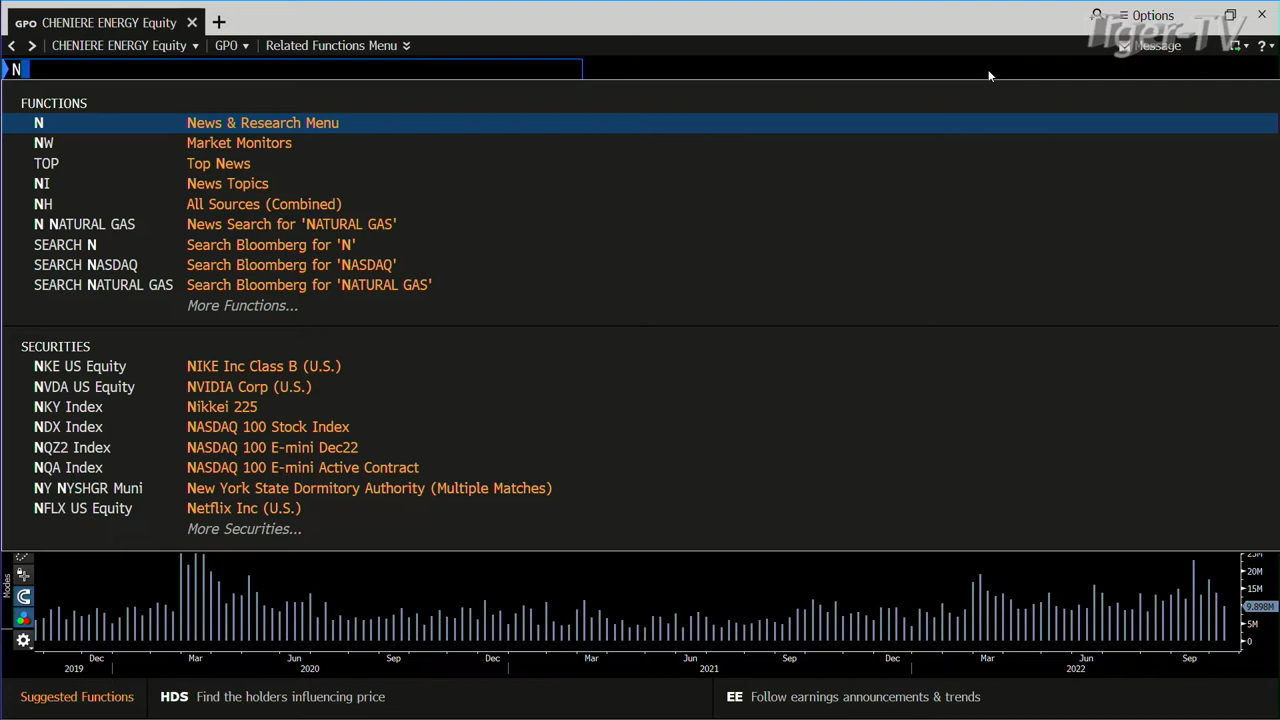 GPO CHENIERE ENERGY Equity
Options
CHENIERE ENERGY Equity GPO Related Functions Menu Message ?
Tiger-TV
N
FUNCTIONS
N News & Research Menu
NW Market Monitors
TOP Top News
NI News Topics
NH All Sources (Combined)
N NATURAL GAS News Search for 'NATURAL GAS'
SEARCH N Search Bloomberg for 'N'
SEARCH NASDAQ Search Bloomberg for 'NASDAQ'
SEARCH NATURAL GAS Search Bloomberg for 'NATURAL GAS'
More Functions...
SECURITIES
NKE US Equity NIKE Inc Class B (U.S.)
NVDA US Equity NVIDIA Corp (U.S.)
NKY Index Nikkei 225
NDX Index NASDAQ 100 Stock Index
NQZ2 Index NASDAQ 100 E-mini Dec22
NQA Index NASDAQ 100 E-mini Active Contract
NY NYSHGR Muni New York State Dormitory Authority (Multiple Matches)
NFLX US Equity Netflix Inc (U.S.)
More Securities...
25M
20M
15M
9.898M
5M
0
Modes
Dec Mar Jun Sep Dec Mar Jun Sep Dec Mar Jun Sep
2019 2020 2021 2022
Suggested Functions HDS Find the holders influencing price EE Follow earnings announcements & trends